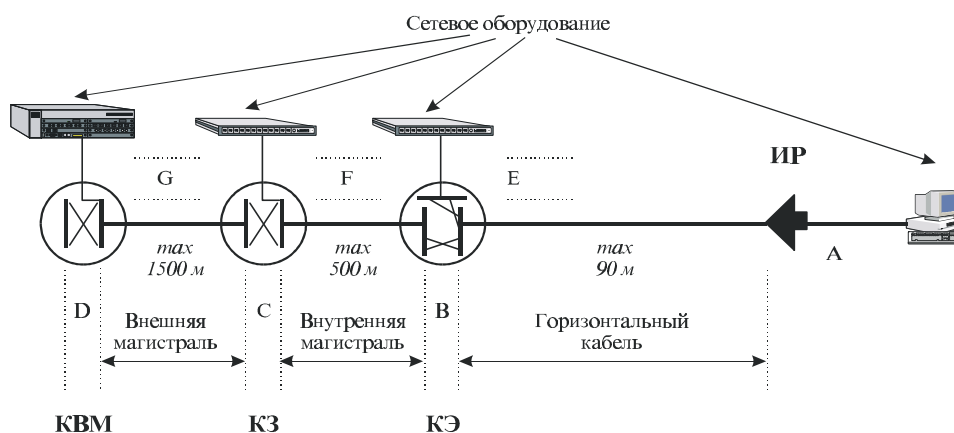 Сетевое оборудование
ИР
G
F
E
A
max
1500 м
max
500 м
max
90 м
D
C
B
Внешняя
магистраль
Внутренняя
магистраль
Горизонтальный
кабель
КВМ
КЗ
КЭ